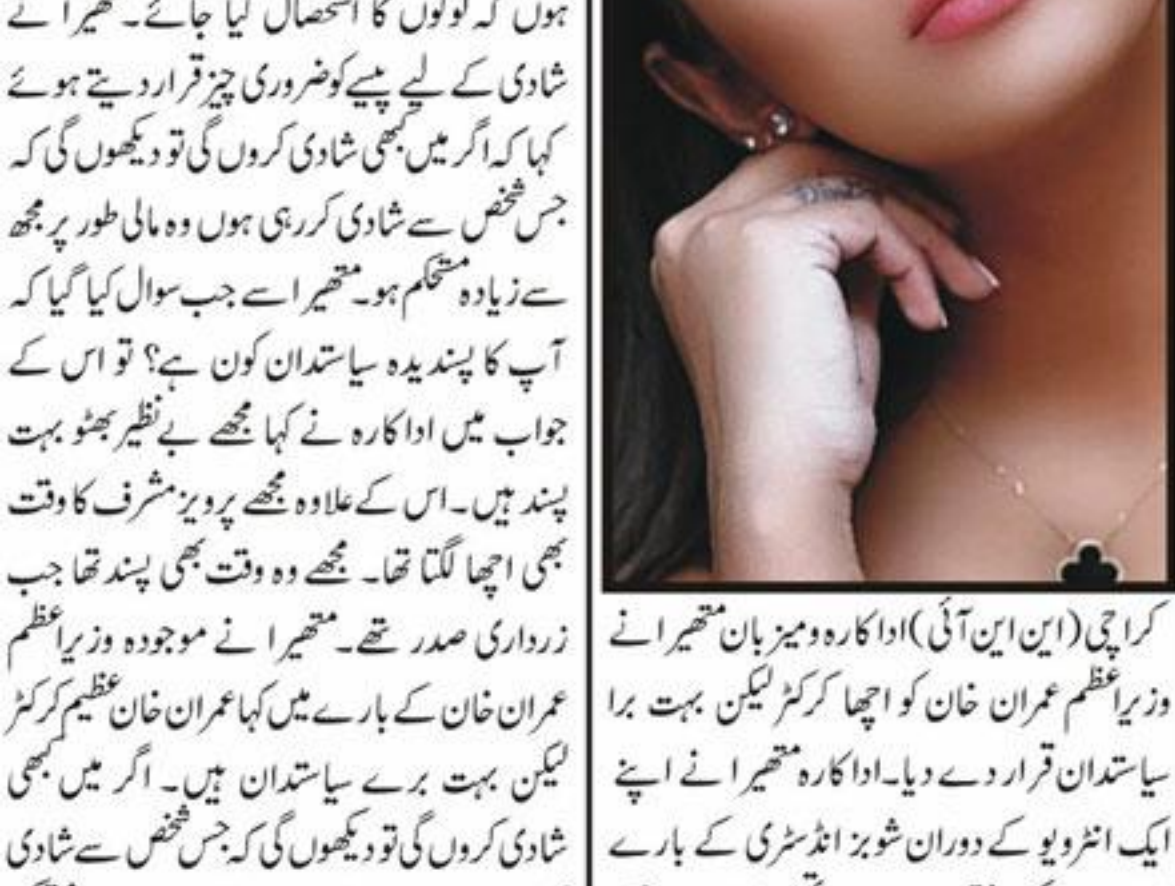 کراچی(این این آئی)اداکارہ ومیزبان متھیرا نے
وزیراعظم عمران خان کو اچھا کرکٹر لیکن بہت برا
سیاستدان قرار دے دیا۔اداکارہ متھیرا نے اپنے
ایک انٹرویو کے دوران شوبز انڈسٹری کے بارے
ہوں کہ لوگوں کا استحصال کیا جائے۔ متھیرا نے
شادی کے لیے پیسے کو ضروری چیز قرار دیتے ہوئے
کہا کہ اگر میں کبھی شادی کروں گی تو دیکھوں گی کہ
جس شخص سے شادی کررہی ہوں وہ مالی طور پر مجھ
سے زیادہ مستحکم ہو۔متھیرا سے جب سوال کیا گیا کہ
آپ کا پسندیدہ سیاستدان کون ہے؟ تو اس کے
جواب میں اداکارہ نے کہا مجھے بے نظیر بھٹو بہت
پسند ہیں۔اس کے علاوہ مجھے پرویز مشرف کا وقت
بھی اچھا لگتا تھا۔ مجھے وہ وقت بھی پسند تھا جب
زرداری صدر تھے۔متھیرا نے موجودہ وزیراعظم
عمران خان کے بارے میں کہا عمران خان عظیم کرکٹر
لیکن بہت برے سیاستدان ہیں۔ اگر میں کبھی
شادی کروں گی تو دیکھوں گی کہ جس شخص سے شادی